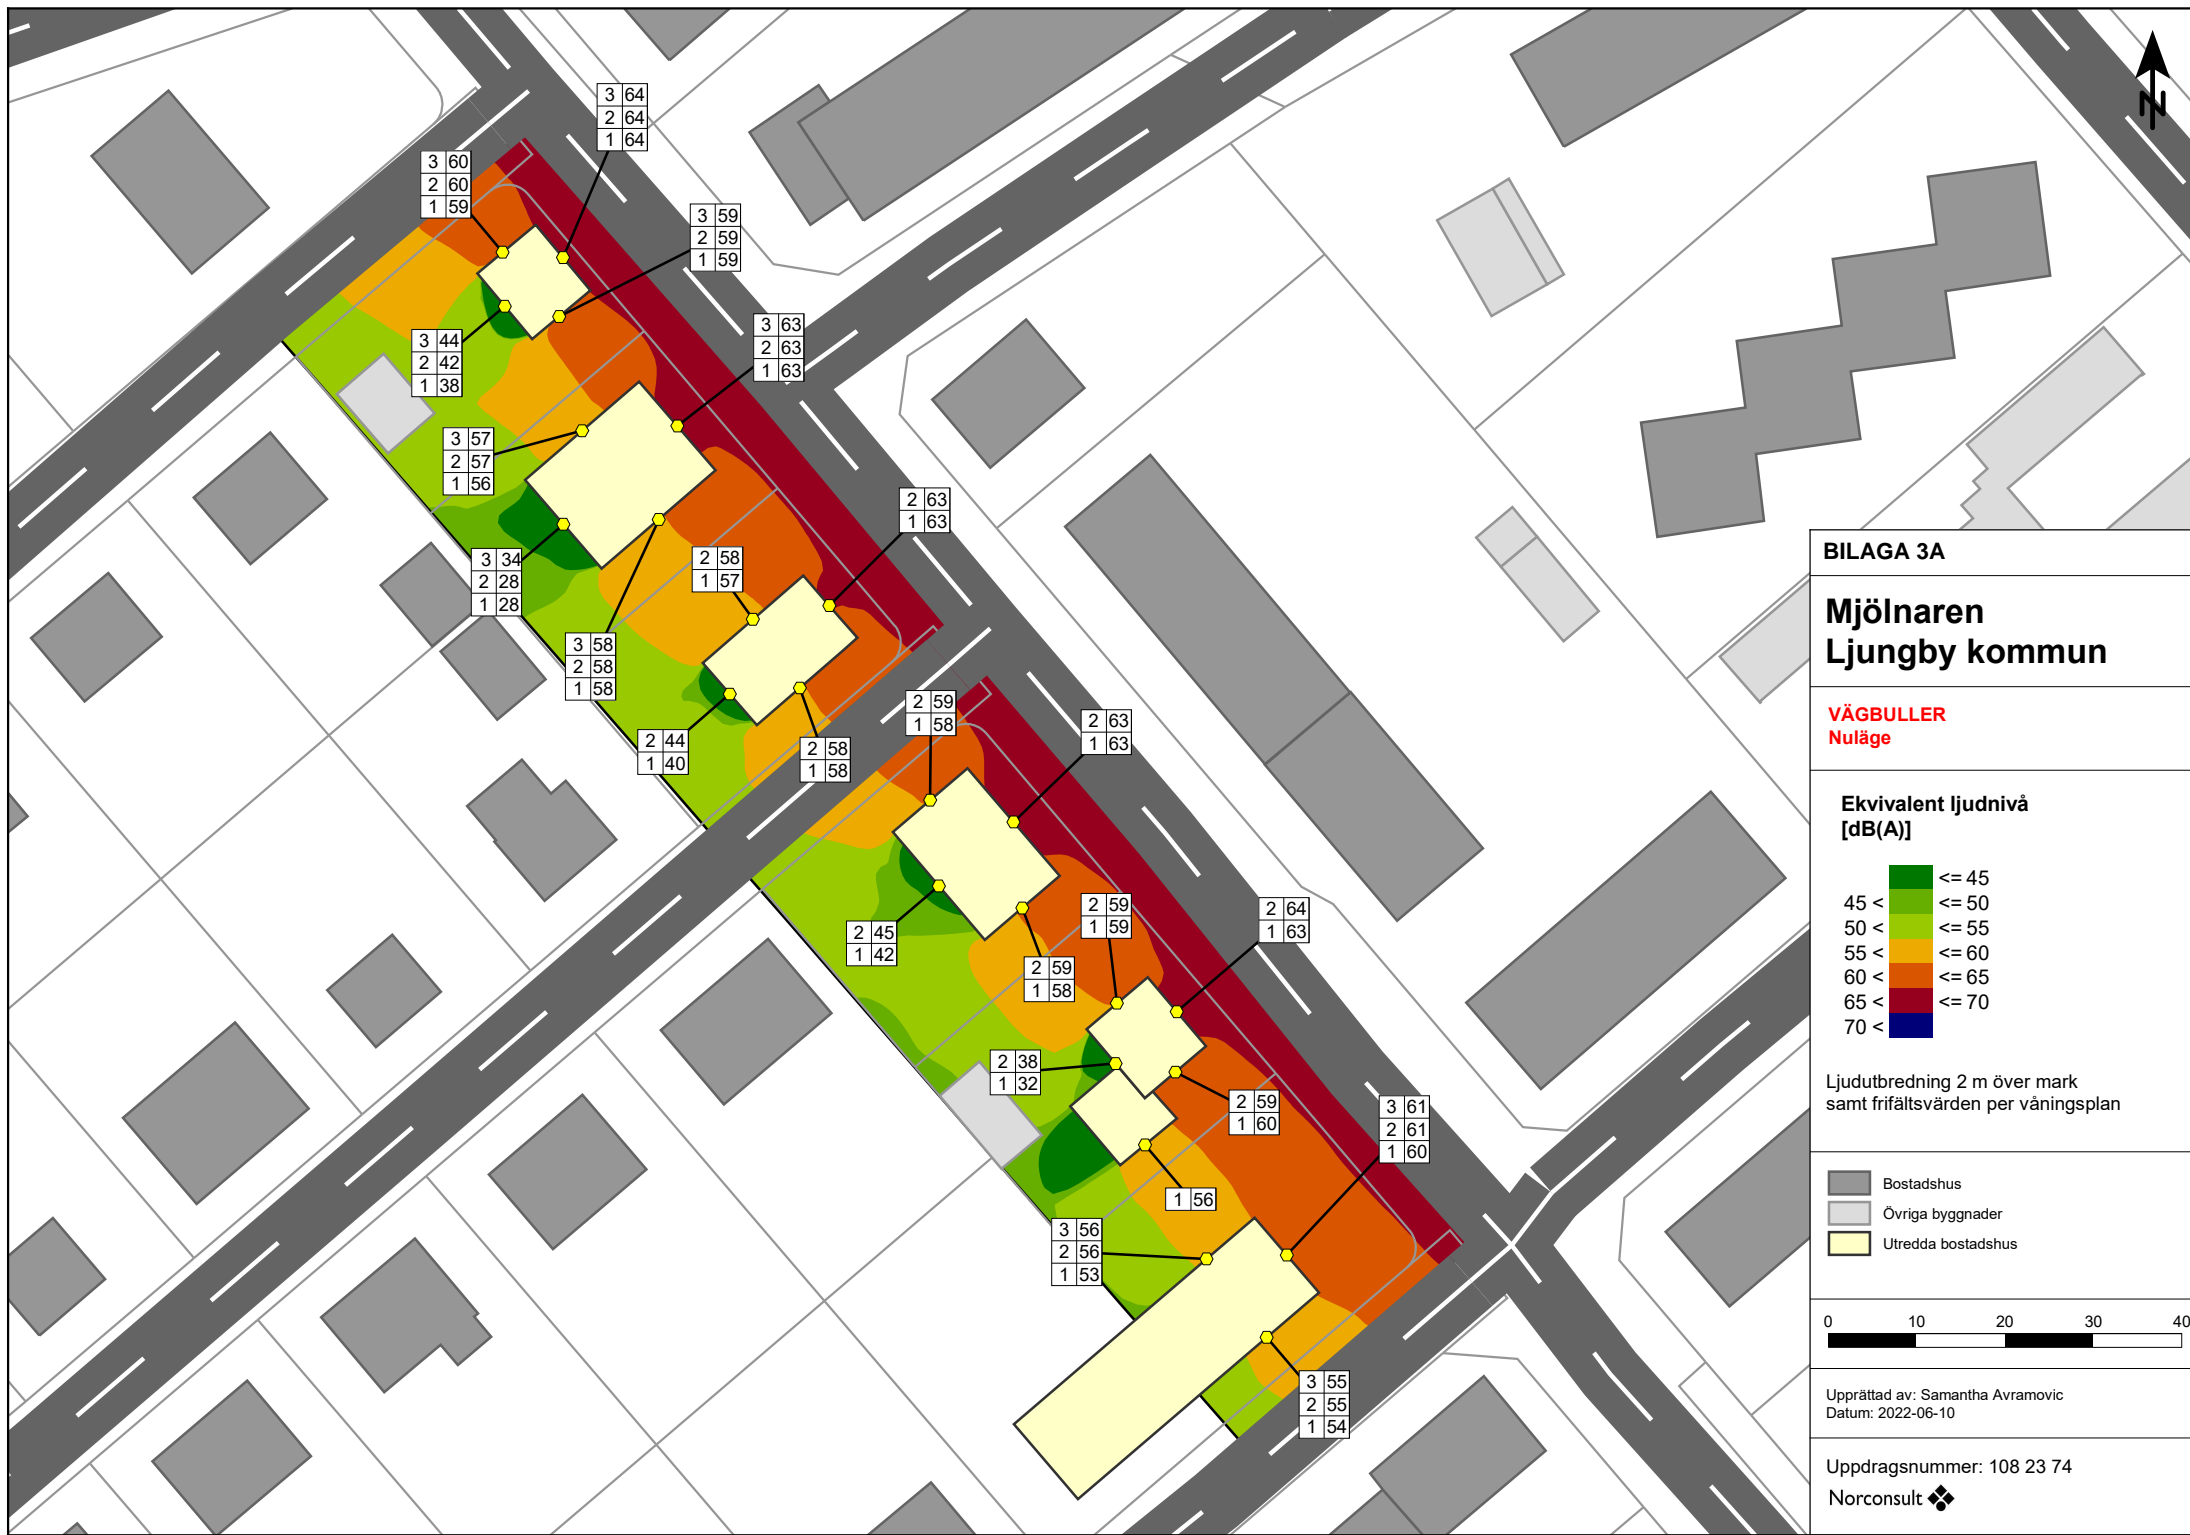 3 64
2 64
1 64
3 60
2 60
1 59
3 59
2 59
1 59
3 63
2 63
1 63
3 44
2 42
1 38
3 57
2 57
1 56
2 63
1 63
3 34
2 28
1 28
2 58
1 57
3 58
2 58
1 58
2 44
1 40
2 58
1 58
2 59
1 58
2 63
1 63
2 45
1 42
2 59
1 59
2 64
1 63
2 59
1 58
2 38
1 32
2 59
1 60
3 61
2 61
1 60
1 56
3 56
2 56
1 53
3 55
2 55
1 54
N
BILAGA 3A
Mjölnaren
Ljungby kommun
VÄGBULLER
Nuläge
Ekvivalent ljudnivå
[dB(A)]
<= 45
45 < <= 50
50 < <= 55
55 < <= 60
60 < <= 65
65 < <= 70
70 <
Ljudutbredning 2 m över mark
samt frifältsvärden per våningsplan
Bostadshus
Övriga byggnader
Utredda bostadshus
0 10 20 30 40
Upprättad av: Samantha Avramovic
Datum: 2022-06-10
Uppdragsnummer: 108 23 74
Norconsult